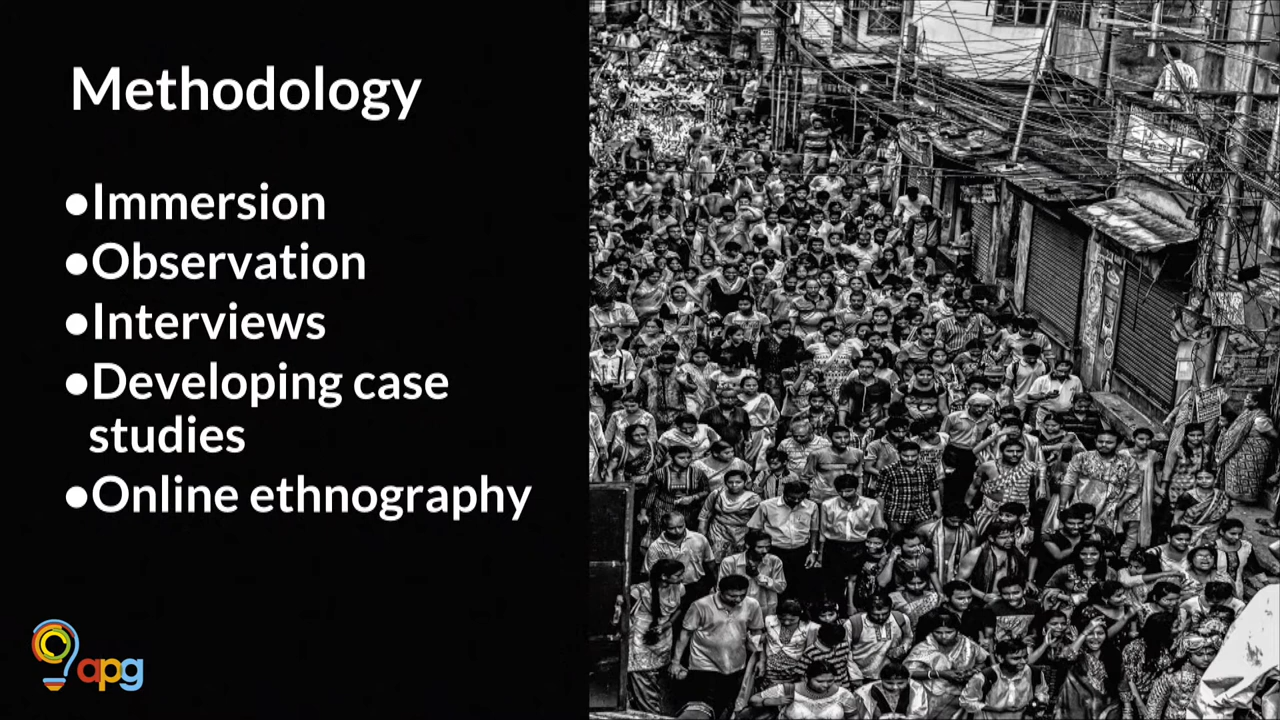 Methodology
●Immersion
●Observation
●Interviews
●Developing case
studies
●Online ethnography
apg